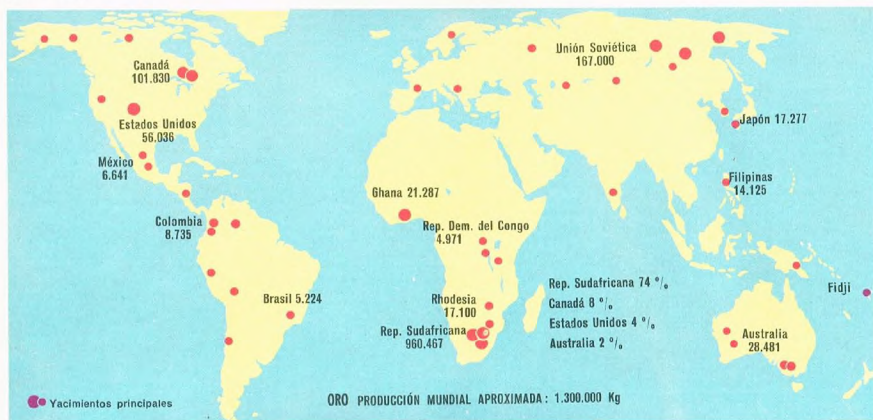 Canadá
101.830
Unión Soviética
167.000
Estados Unidos
56.036
Japón 17.277
México
6.641
Filipinas
14.125
Ghana 21.287
Colombia
8.735
Rep. Dem. del Congo
4.971
Rep. Sudafricana 74 %
Fidji
Brasil 5.224
Rhodesia
17.100
Canadá 8 %
Estados Unidos 4 %
Rep. Sudafricana
960.467
Australia 2 %
Australia
28.481
Yacimientos principales
ORO PRODUCCIÓN MUNDIAL APROXIMADA: 1.300.000 Kg